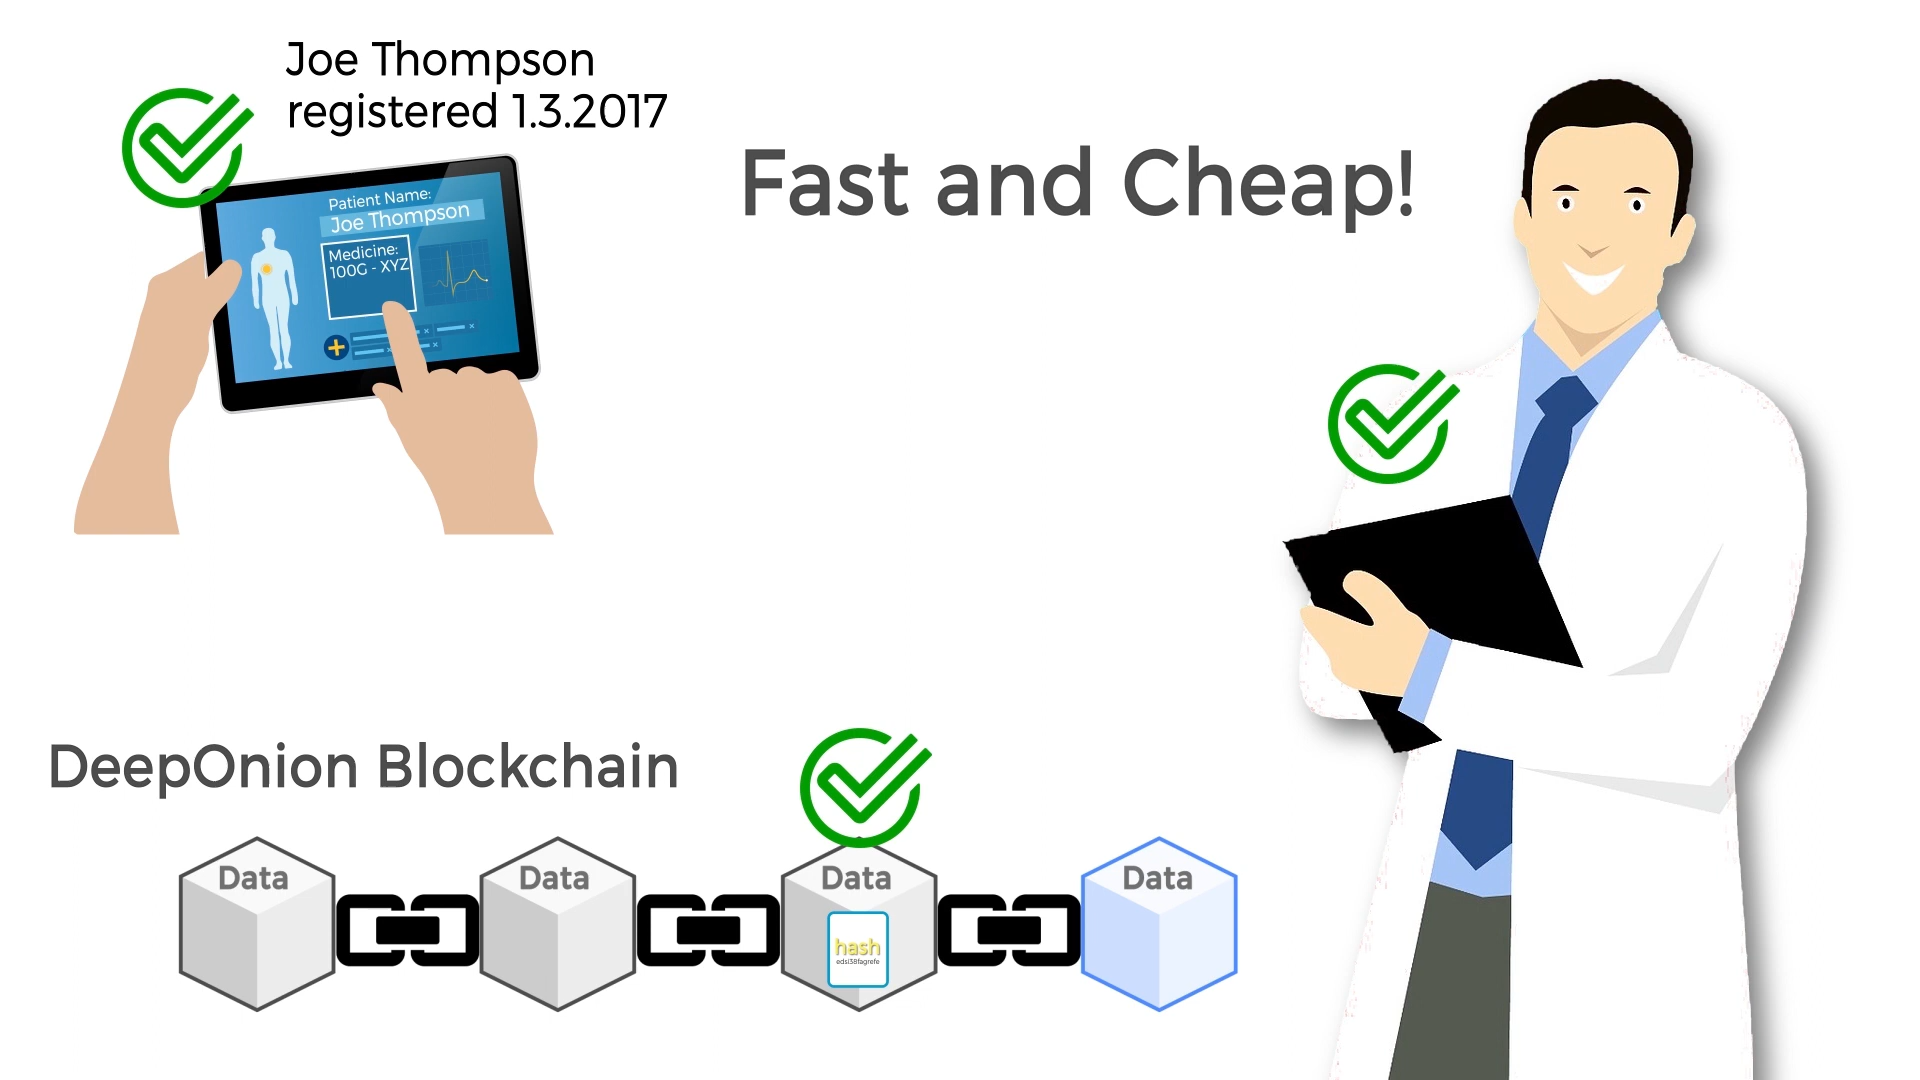 Joe Thompson
registered 1.3.2017
Patient Name:
Joe Thompson
Medicine:
100G - XYZ
Fast and Cheap!
DeepOnion Blockchain
Data
Data
Data
Data
hash
edsl38fagrefe